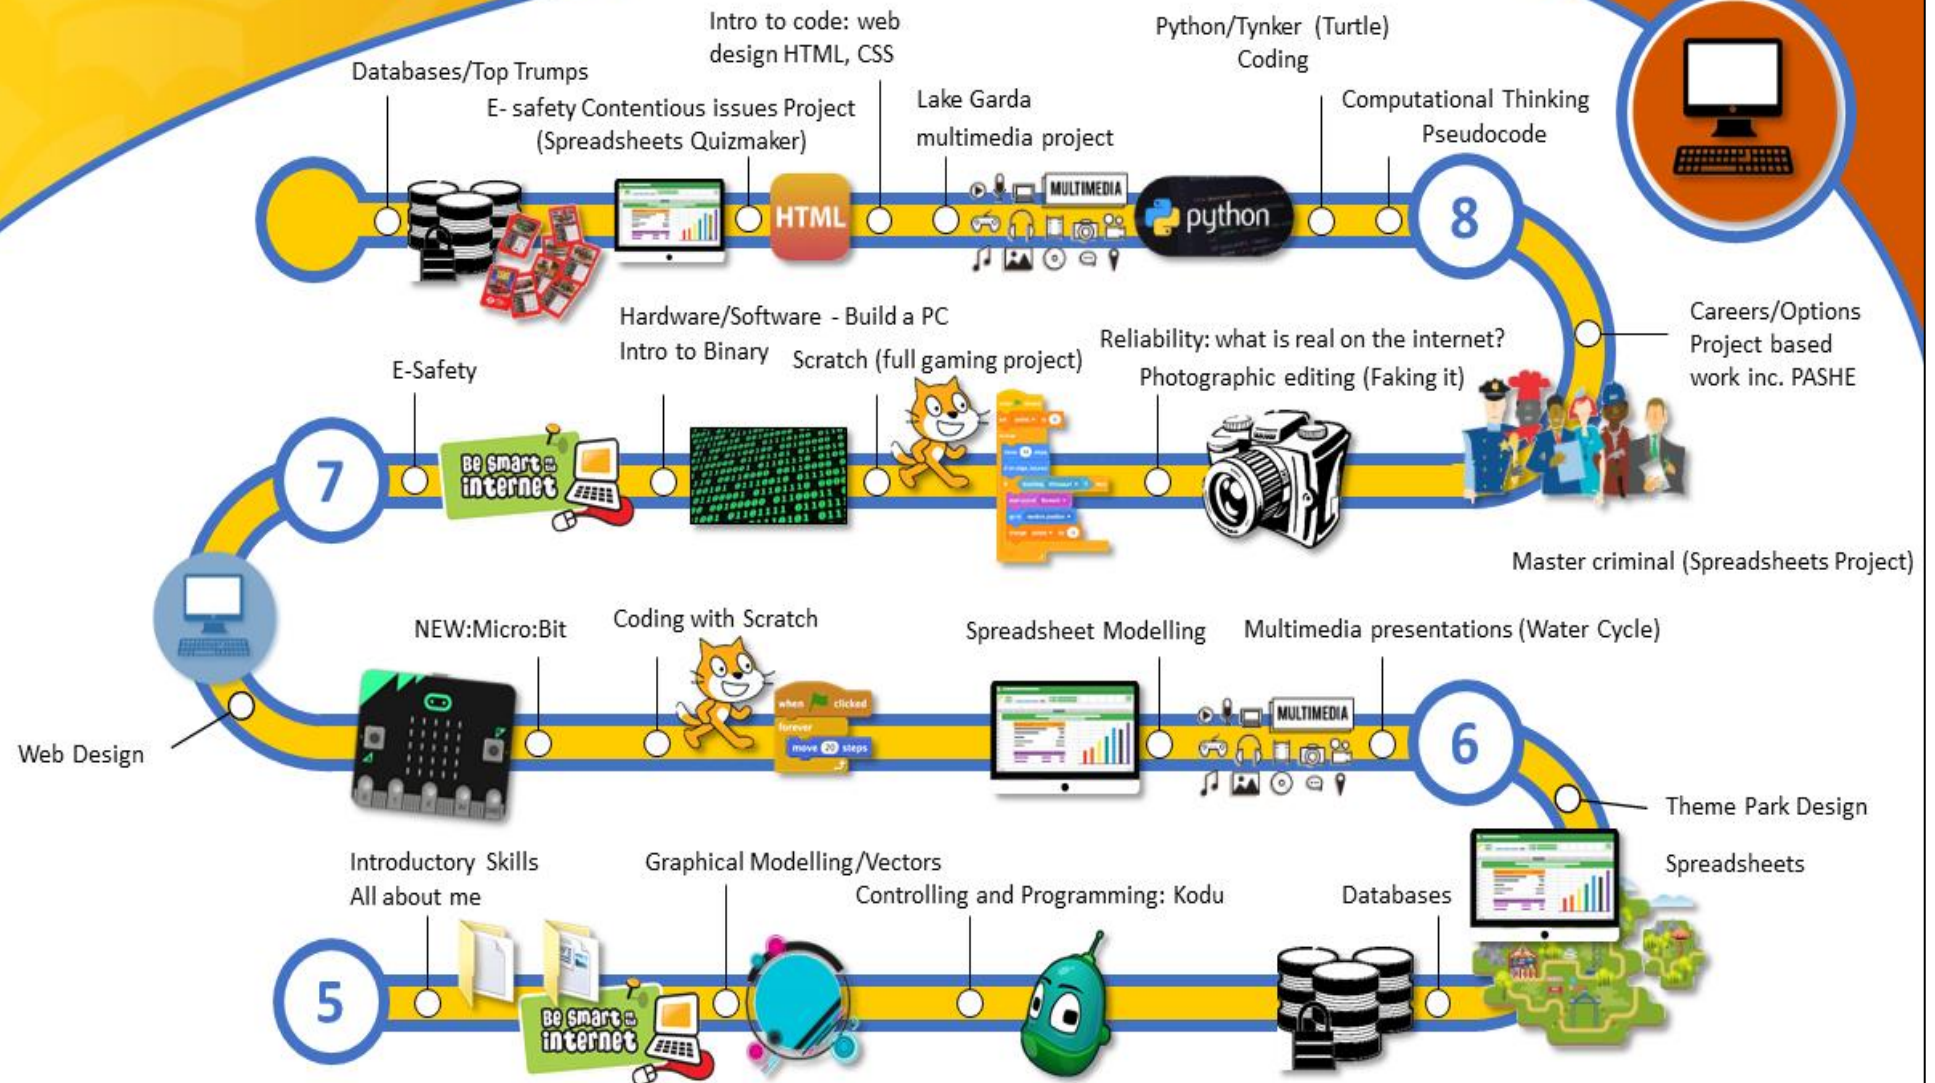 Intro to code: web
design HTML, CSS
Python/Tynker (Turtle)
Coding
Databases/Top Trumps
E- safety Contentious issues Project
(Spreadsheets Quizmaker)
Lake Garda
multimedia project
Computational Thinking
Pseudocode
HTML
MULTIMEDIA
python
8
Hardware/Software - Build a PC
Intro to Binary
Scratch (full gaming project)
Reliability: what is real on the internet?
Photographic editing (Faking it)
Careers/Options
Project based
work inc. PASHE
E-Safety
7
Be smart on the
internet
Master criminal (Spreadsheets Project)
NEW:Micro:Bit
Coding with Scratch
Spreadsheet Modelling
Multimedia presentations (Water Cycle)
when clicked
forever
move 20 steps
MULTIMEDIA
6
Web Design
Theme Park Design
Spreadsheets
Introductory Skills
All about me
Graphical Modelling/Vectors
Controlling and Programming: Kodu
Databases
5
Be smart on the
internet